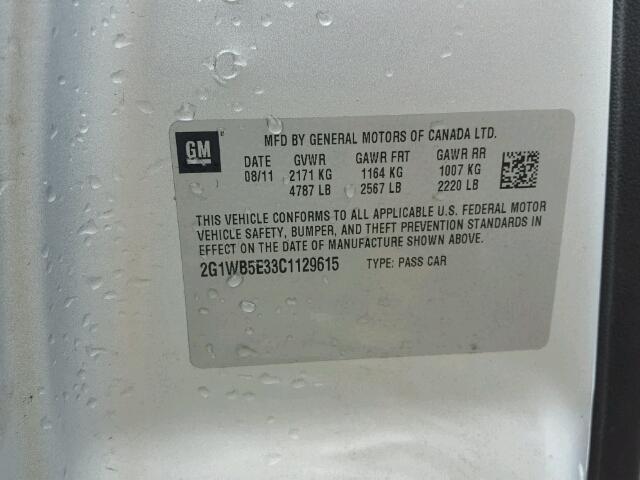 GM
MFD BY GENERAL MOTORS OF CANADA LTD.
DATE GVWR GAWR FRT GAWR RR
08/11 2171 KG 1164 KG 1007 KG
4787 LB 2567 LB 2220 LB
THIS VEHICLE CONFORMS TO ALL APPLICABLE U.S. FEDERAL MOTOR
VEHICLE SAFETY, BUMPER, AND THEFT PREVENTION STANDARDS IN
EFFECT ON THE DATE OF MANUFACTURE SHOWN ABOVE.
2G1WB5E33C1129615 TYPE: PASS CAR